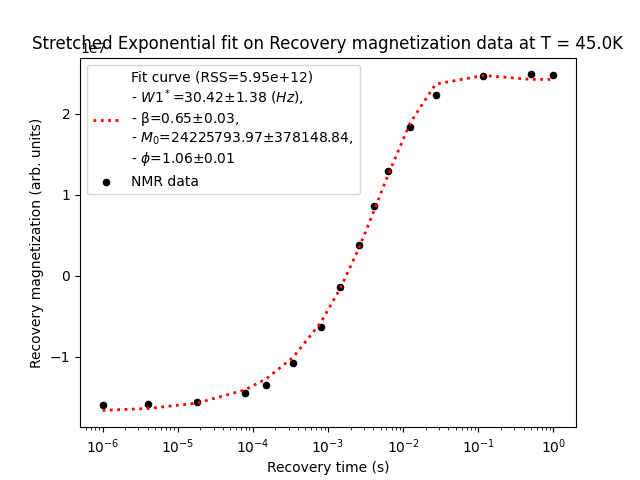 Stretched Exponential fit on Recovery magnetization data at T = 45.0K
1e7
Fit curve (RSS=5.95e+12)
- W1* =30.42±1.38 (Hz),
- β=0.65±0.03,
- M₀=24225793.97±378148.84,
- ϕ=1.06±0.01
NMR data
Recovery magnetization (arb. units)
2
1
0
−1
10⁻⁶ 10⁻⁵ 10⁻⁴ 10⁻³ 10⁻² 10⁻¹ 10⁰
Recovery time (s)